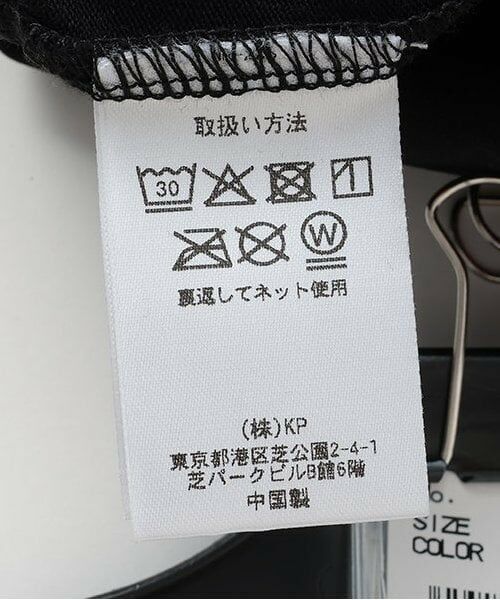 取扱い方法
30
W
裏返してネット使用
(株)KP
東京都港区芝公園2-4-1
芝パークビルB館6階
中国製
o.
SIZE
COLOR